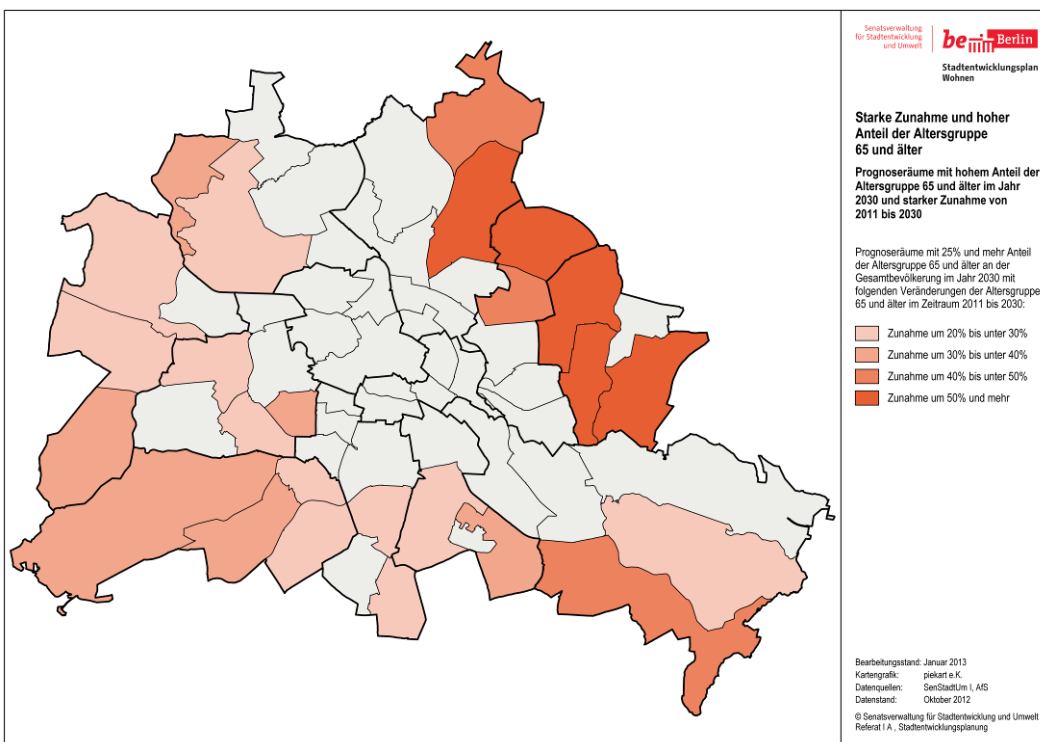 Senatsverwaltung
für Stadtentwicklung
und Umwelt
be Berlin
Stadtentwicklungsplan
Wohnen
Starke Zunahme und hoher
Anteil der Altersgruppe
65 und älter
Prognoseräume mit hohem Anteil der
Altersgruppe 65 und älter im Jahr
2030 und starker Zunahme von
2011 bis 2030
Prognoseräume mit 25% und mehr Anteil
der Altersgruppe 65 und älter an der
Gesamtbevölkerung im Jahr 2030 mit
folgenden Veränderungen der Altersgruppe
65 und älter im Zeitraum 2011 bis 2030:
Zunahme um 20% bis unter 30%
Zunahme um 30% bis unter 40%
Zunahme um 40% bis unter 50%
Zunahme um 50% und mehr
Bearbeitungsstand: Januar 2013
Kartengrafik: piekart e.K.
Datenquellen: SenStadtUm I, AfS
Datenstand: Oktober 2012
© Senatsverwaltung für Stadtentwicklung und Umwelt
Referat I A , Stadtentwicklungsplanung